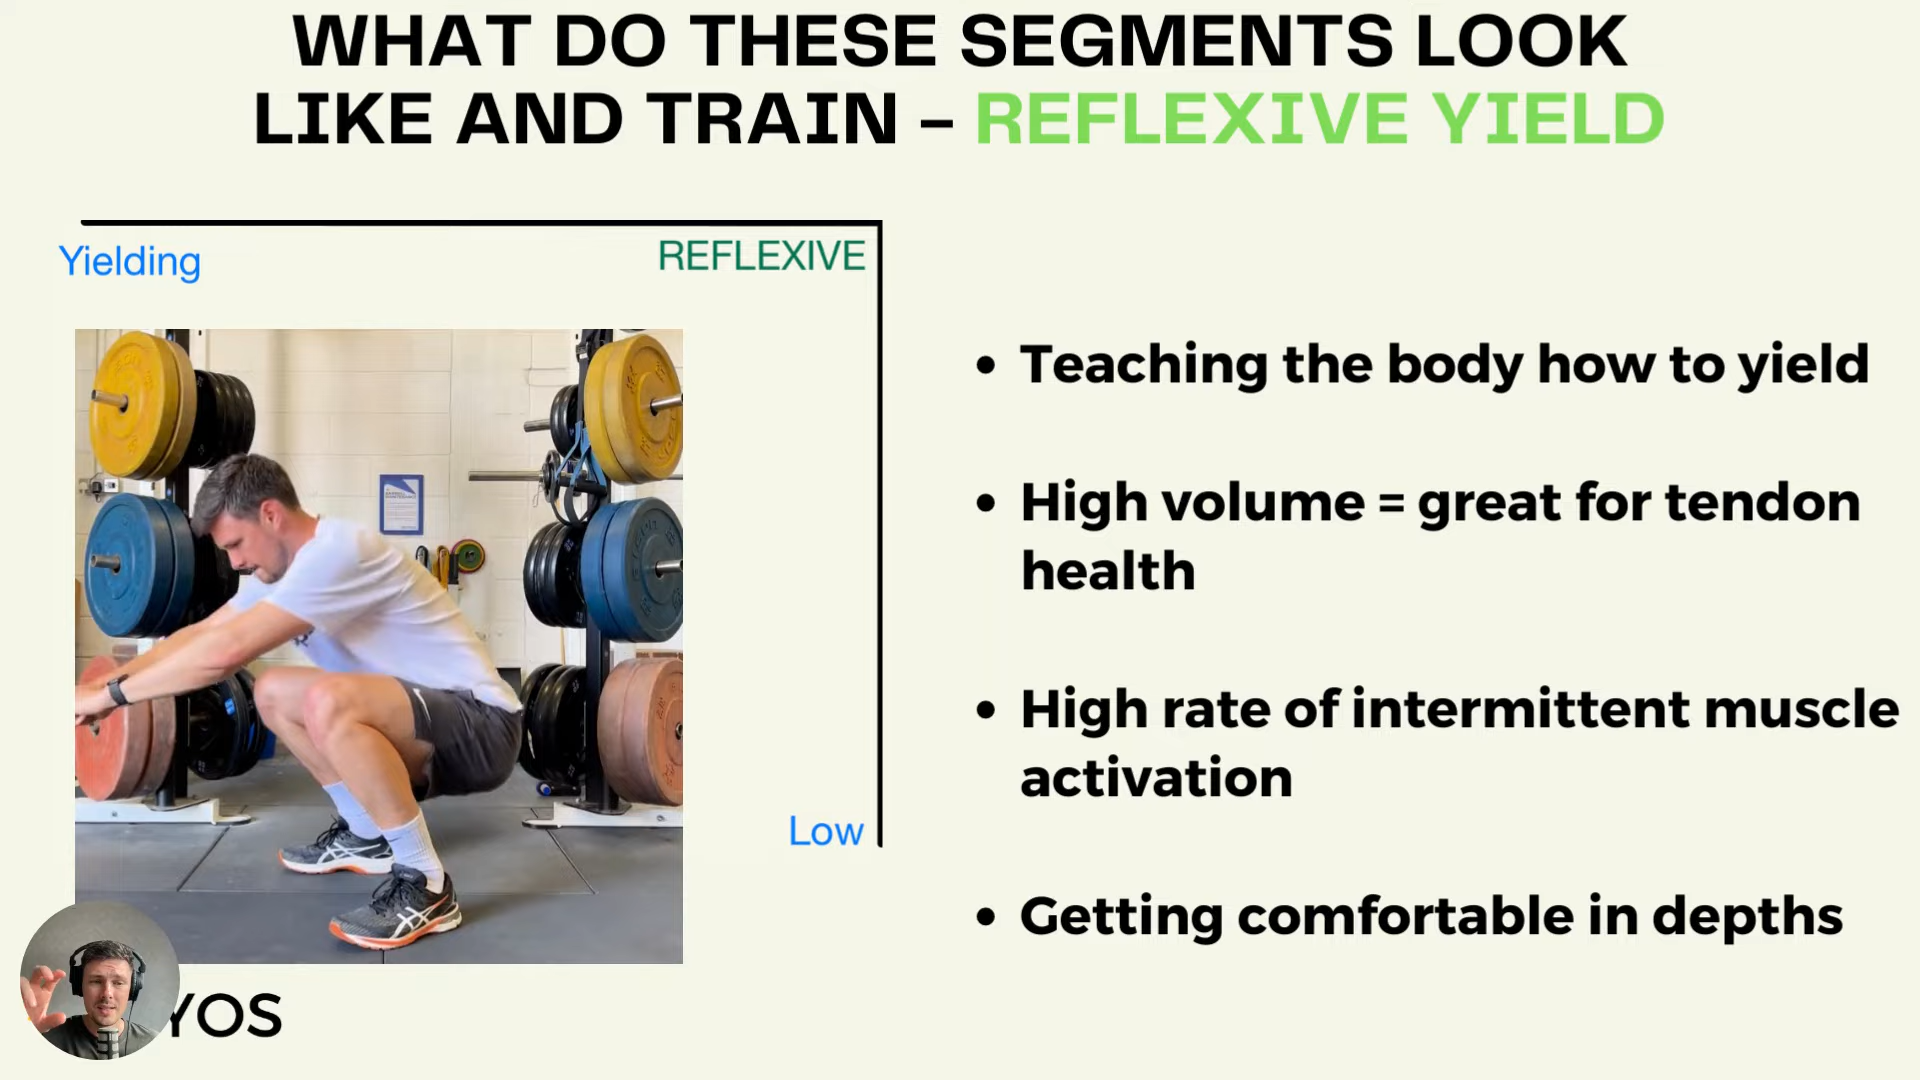 WHAT DO THESE SEGMENTS LOOK
LIKE AND TRAIN – REFLEXIVE YIELD
Yielding
REFLEXIVE
Low
• Teaching the body how to yield
• High volume = great for tendon
health
• High rate of intermittent muscle
activation
• Getting comfortable in depths
YOS